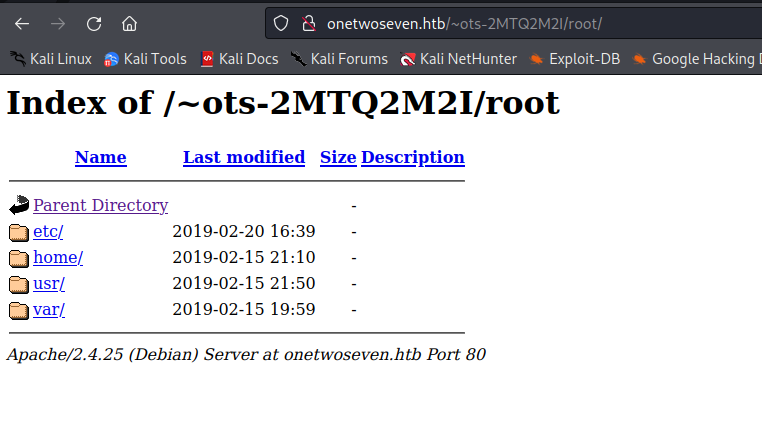 onetwoseven.htb/~ots-2MTQ2M2I/root/
Kali Linux Kali Tools Kali Docs Kali Forums Kali NetHunter Exploit-DB Google Hacking D
Index of /~ots-2MTQ2M2I/root
Name Last modified Size Description
Parent Directory -
etc/ 2019-02-20 16:39 -
home/ 2019-02-15 21:10 -
usr/ 2019-02-15 21:50 -
var/ 2019-02-15 19:59 -
Apache/2.4.25 (Debian) Server at onetwoseven.htb Port 80